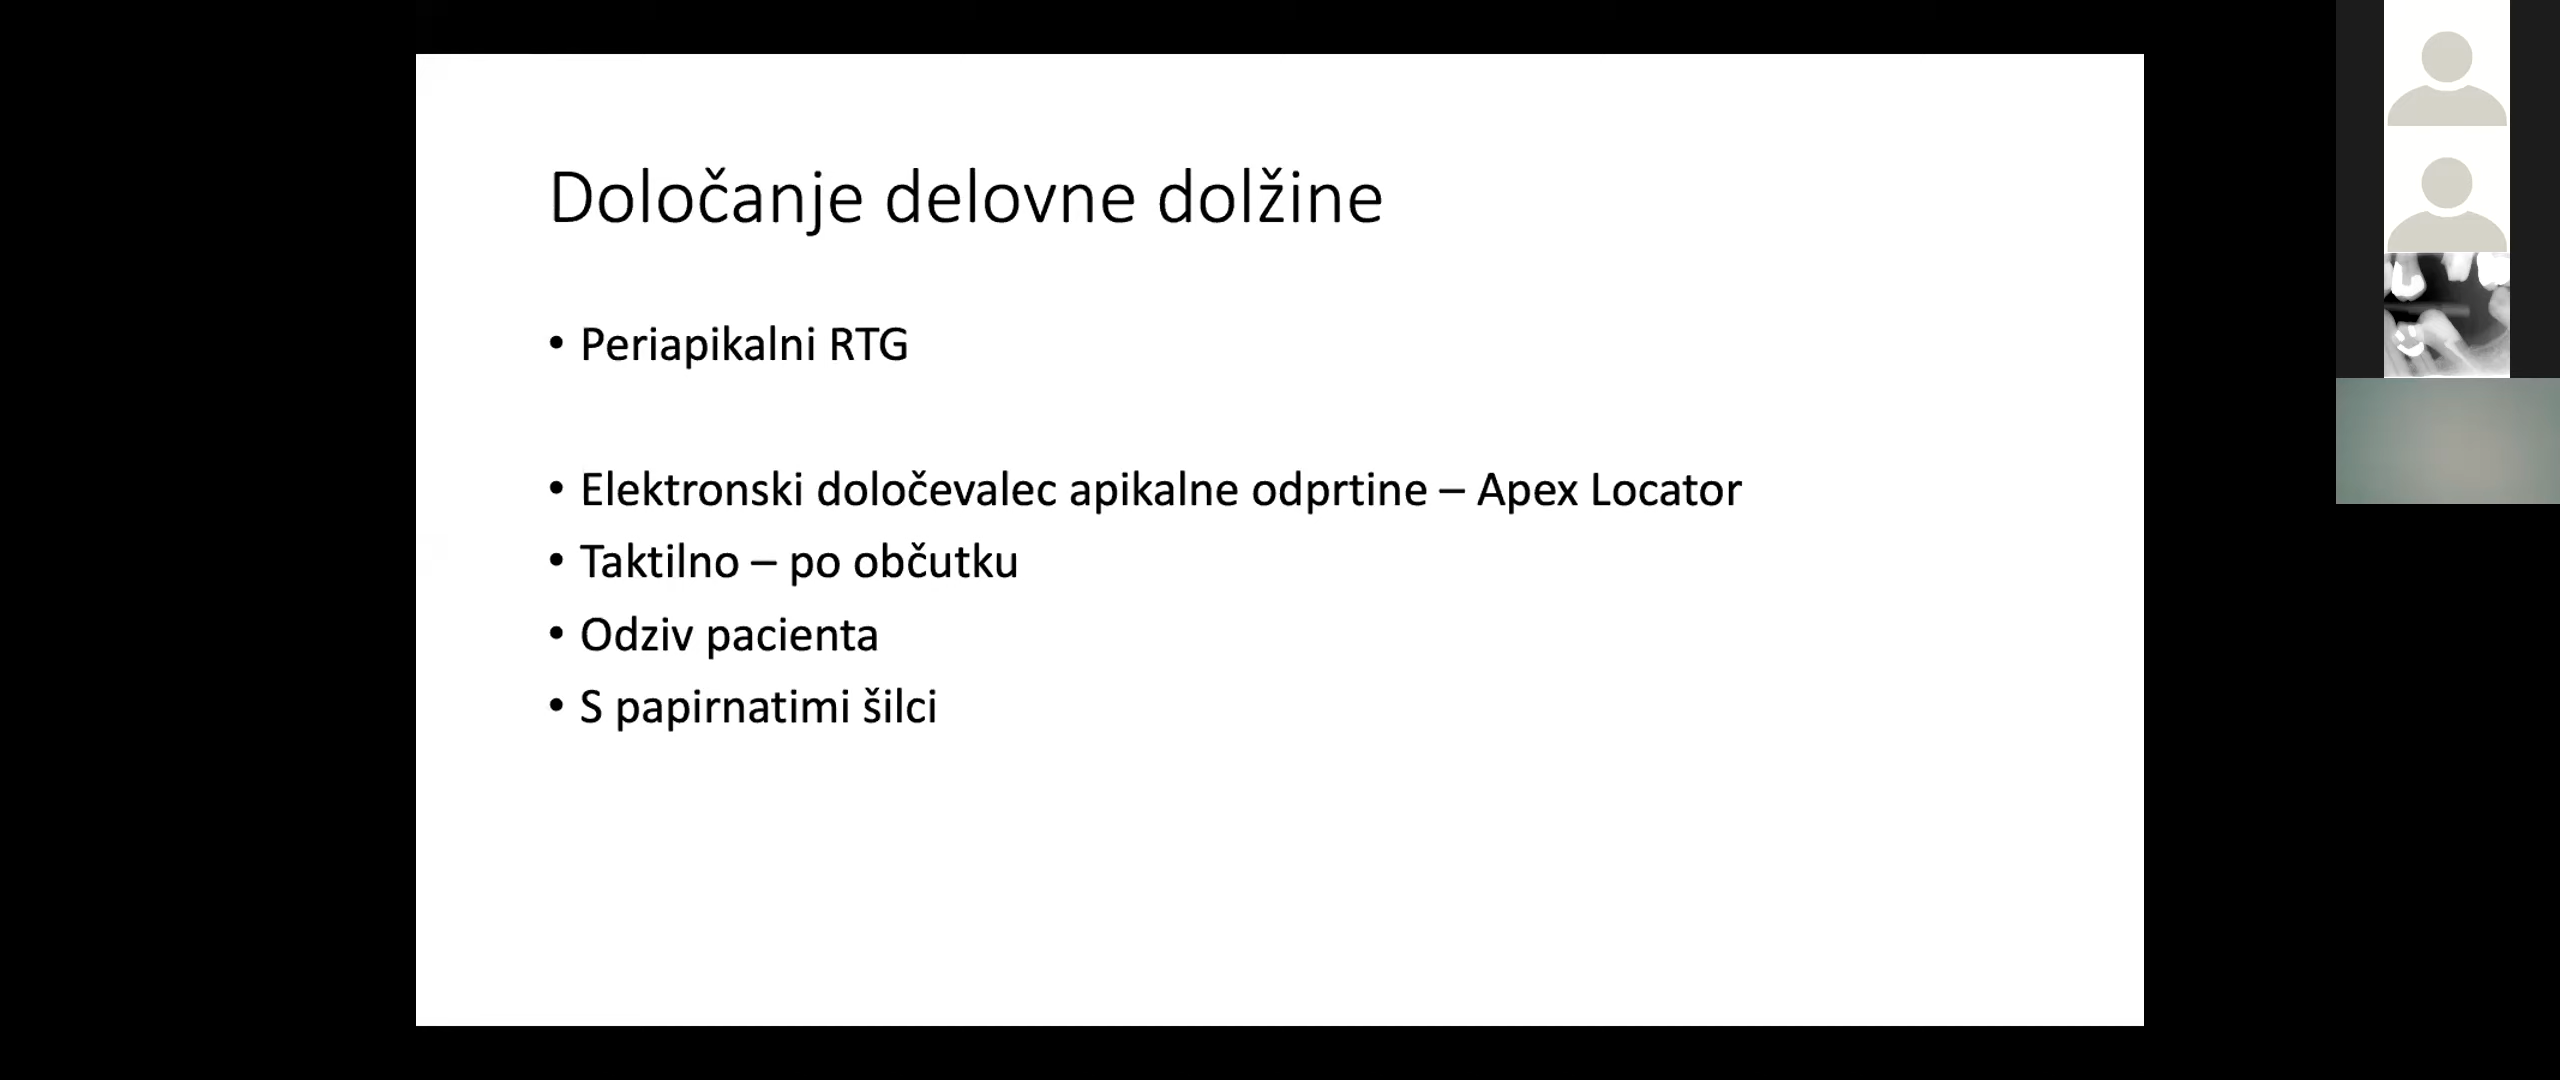 Določanje delovne dolžine
• Periapikalni RTG
• Elektronski določevalec apikalne odprtine – Apex Locator
• Taktilno – po občutku
• Odziv pacienta
• S papirnatimi šilci